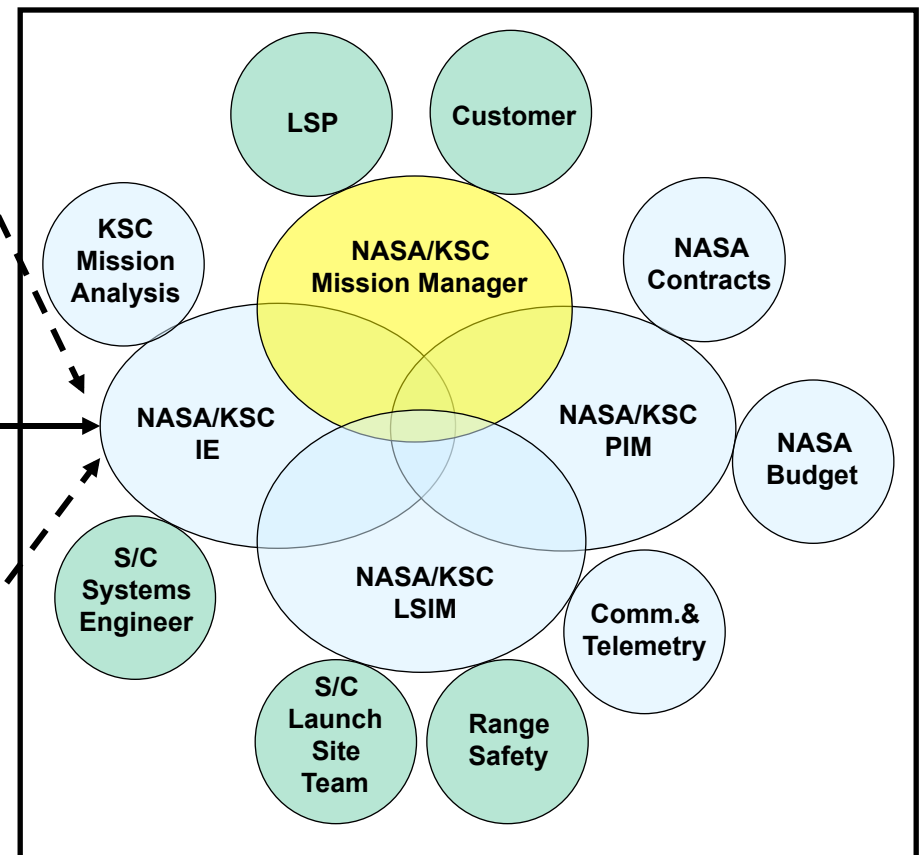 LSP
Customer
KSC
Mission
Analysis
NASA/KSC
Mission Manager
NASA
Contracts
NASA/KSC
IE
NASA/KSC
PIM
NASA
Budget
S/C
Systems
Engineer
NASA/KSC
LSIM
Comm.&
Telemetry
S/C
Launch
Site
Team
Range
Safety